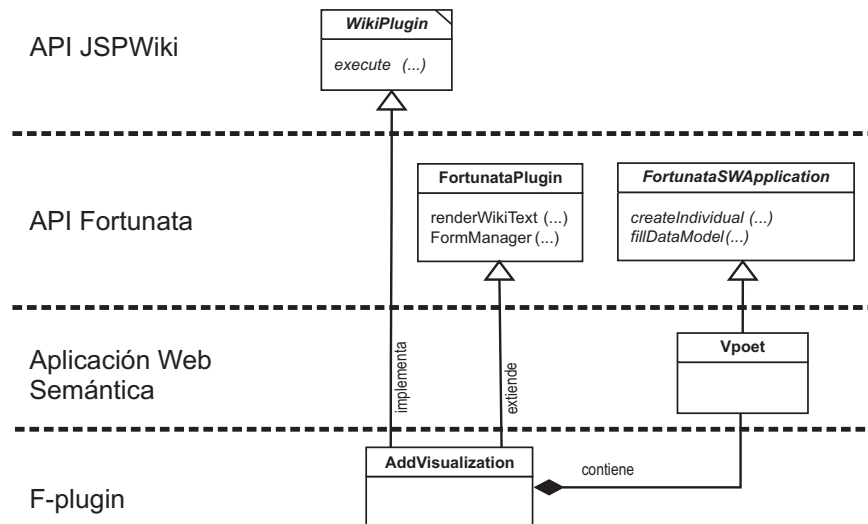 API JSPWiki
WikiPlugin
execute (...)
API Fortunata
FortunataPlugin
renderWikiText (...)
FormManager (...)
FortunataSWApplication
createIndividual (...)
fillDataModel(...)
Aplicación Web
Semántica
implementa
extiende
Vpoet
F-plugin
AddVisualization
contiene